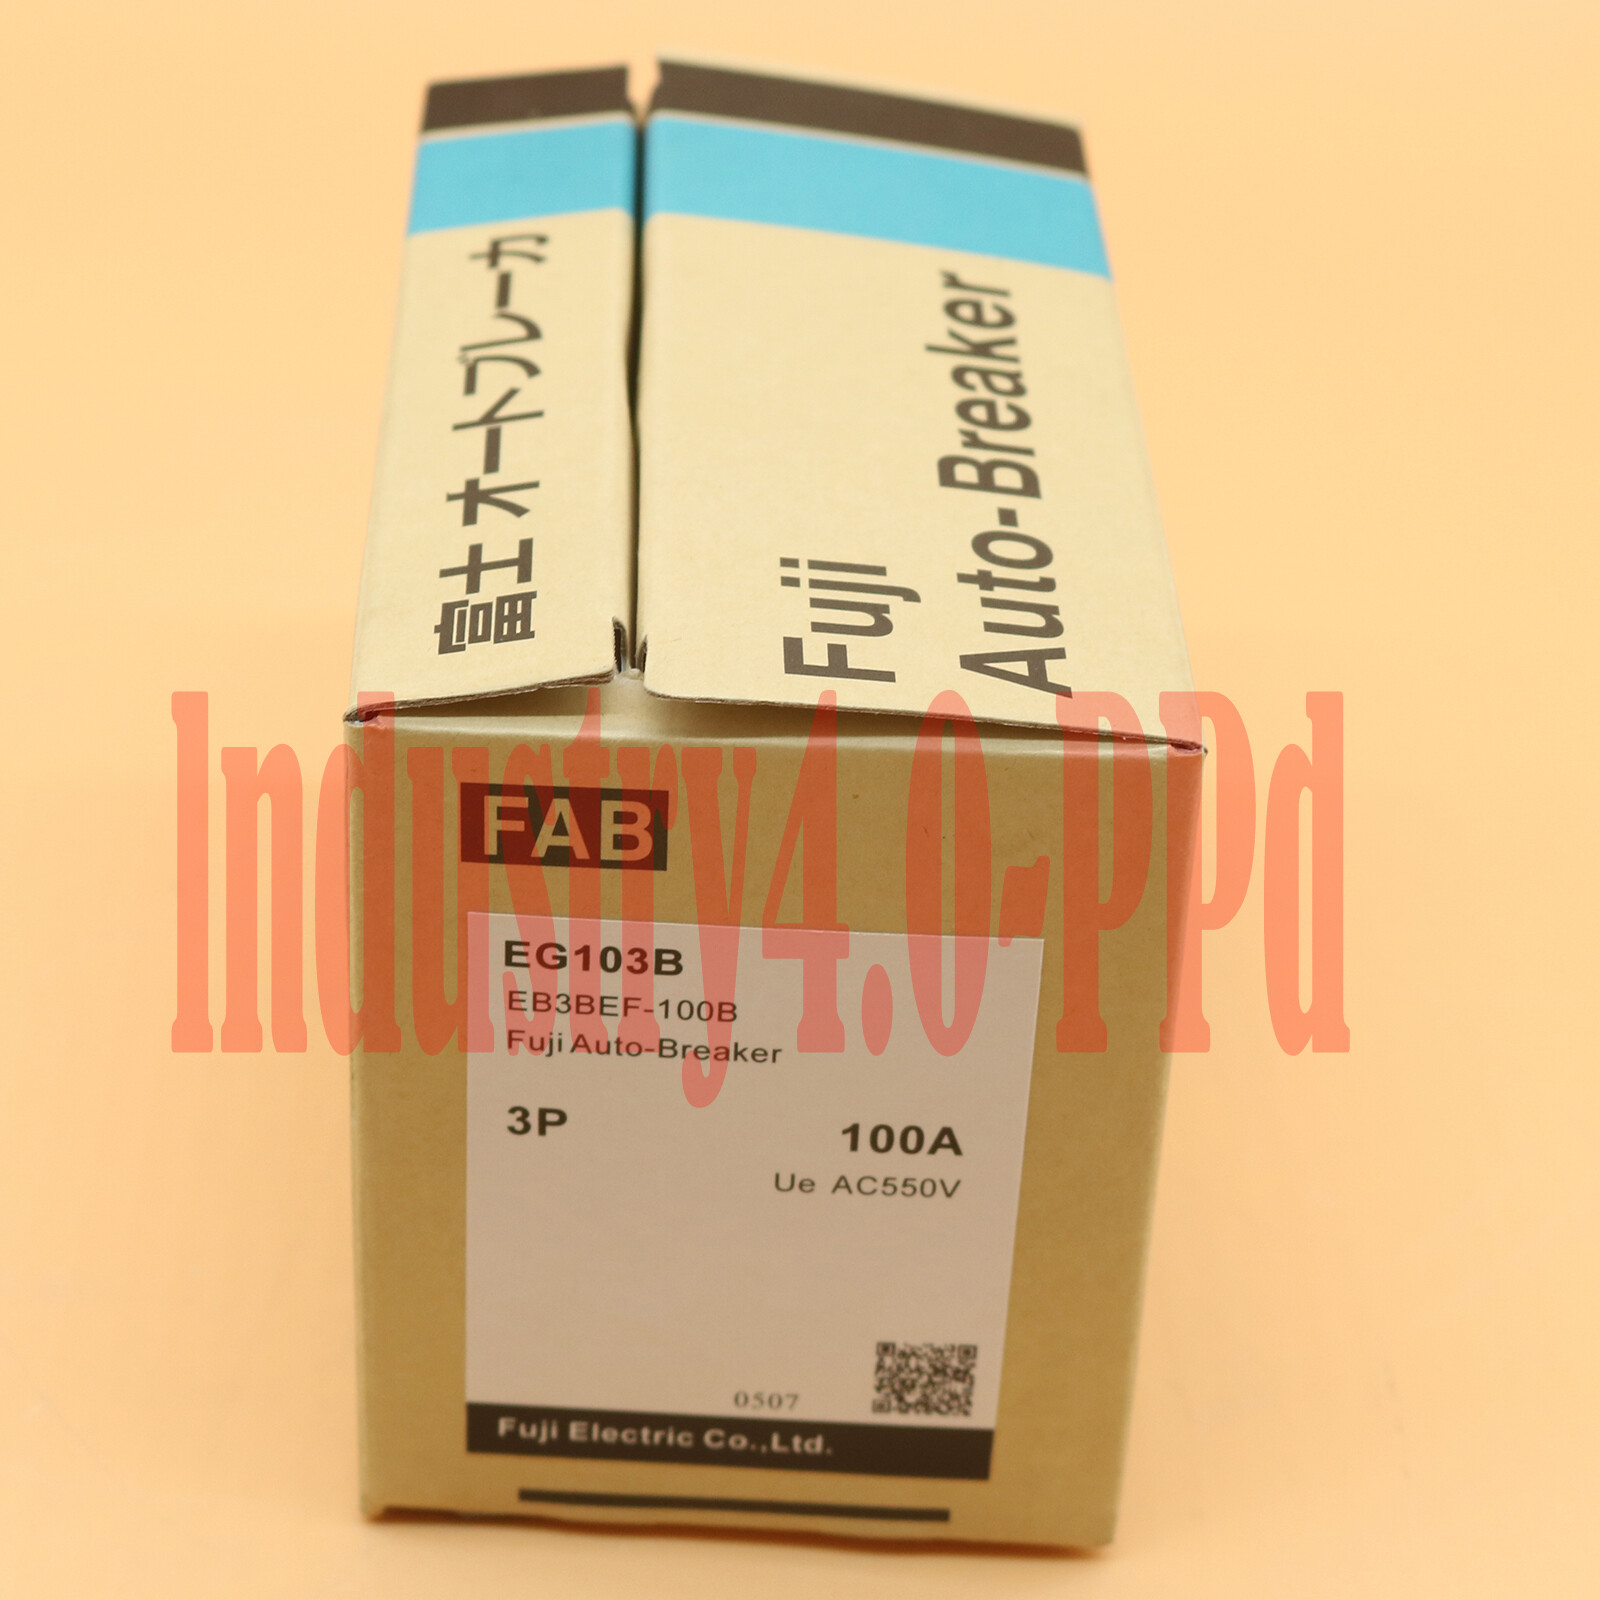 富士オートブレーカ
Fuji
Auto-Breaker
Industry4.0-PPd
FAB
EG103B
EB3BEF-100B
Fuji Auto-Breaker
3P
100A
Ue AC550V
0507
Fuji Electric Co.,Ltd.